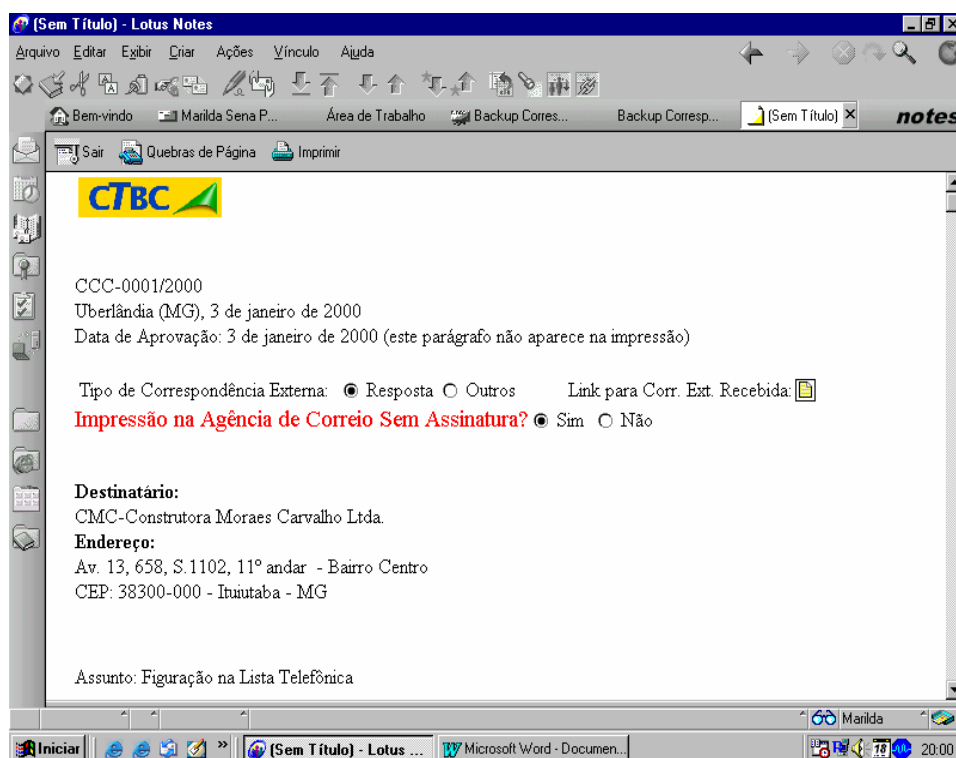 (Sem Título) - Lotus Notes
Arquivo Editar Exibir Criar Ações Vínculo Ajuda
Bem-vindo Marilda Sena P... Área de Trabalho Backup Corres... Backup Corresp... (Sem Título) notes
Sair Quebras de Página Imprimir
CTBC
CCC-0001/2000
Uberlândia (MG), 3 de janeiro de 2000
Data de Aprovação: 3 de janeiro de 2000 (este parágrafo não aparece na impressão)
Tipo de Correspondência Externa: Resposta Outros Link para Corr. Ext. Recebida:
Impressão na Agência de Correio Sem Assinatura? Sim Não
Destinatário:
CMC-Construtora Moraes Carvalho Ltda.
Endereço:
Av. 13, 658, S.1102, 11º andar - Bairro Centro
CEP: 38300-000 - Ituiutaba - MG
Assunto: Figuração na Lista Telefônica
Marilda
Iniciar » (Sem Título) - Lotus ... Microsoft Word - Documen... 18 20:00